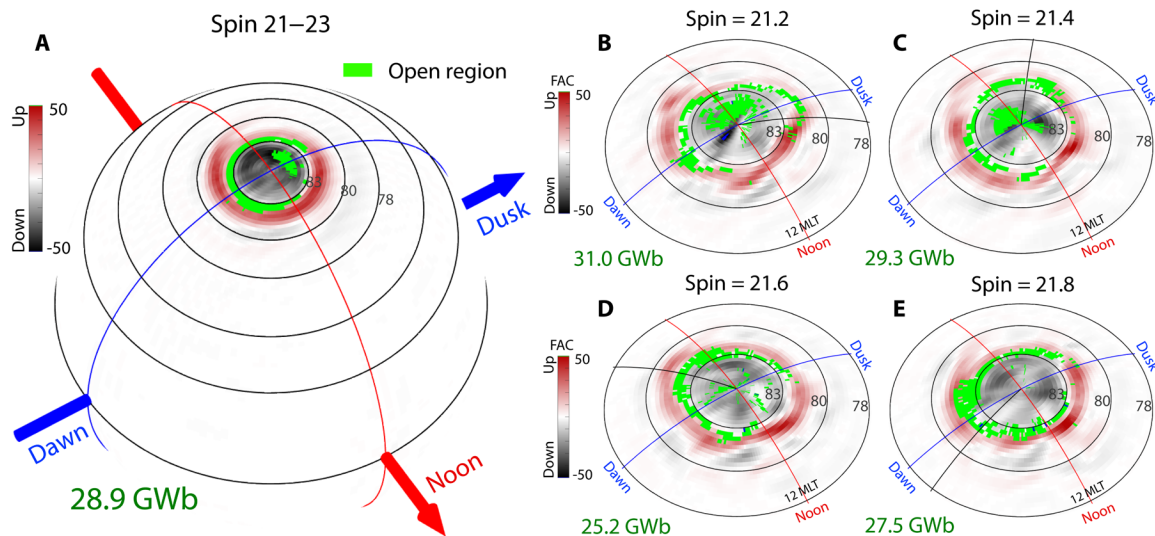 Spin 21–23
A
Open region
Up
50
Down
-50
83
80
78
Dusk
Dawn
Noon
28.9 GWb
Spin = 21.2
B
FAC
Up
50
Down
-50
83
80
78
Dusk
Dawn
12 MLT
Noon
31.0 GWb
Spin = 21.4
C
83
80
78
Dusk
Dawn
12 MLT
Noon
29.3 GWb
Spin = 21.6
D
FAC
Up
50
Down
-50
83
80
78
Dusk
Dawn
12 MLT
Noon
25.2 GWb
Spin = 21.8
E
83
80
78
Dusk
Dawn
12 MLT
Noon
27.5 GWb